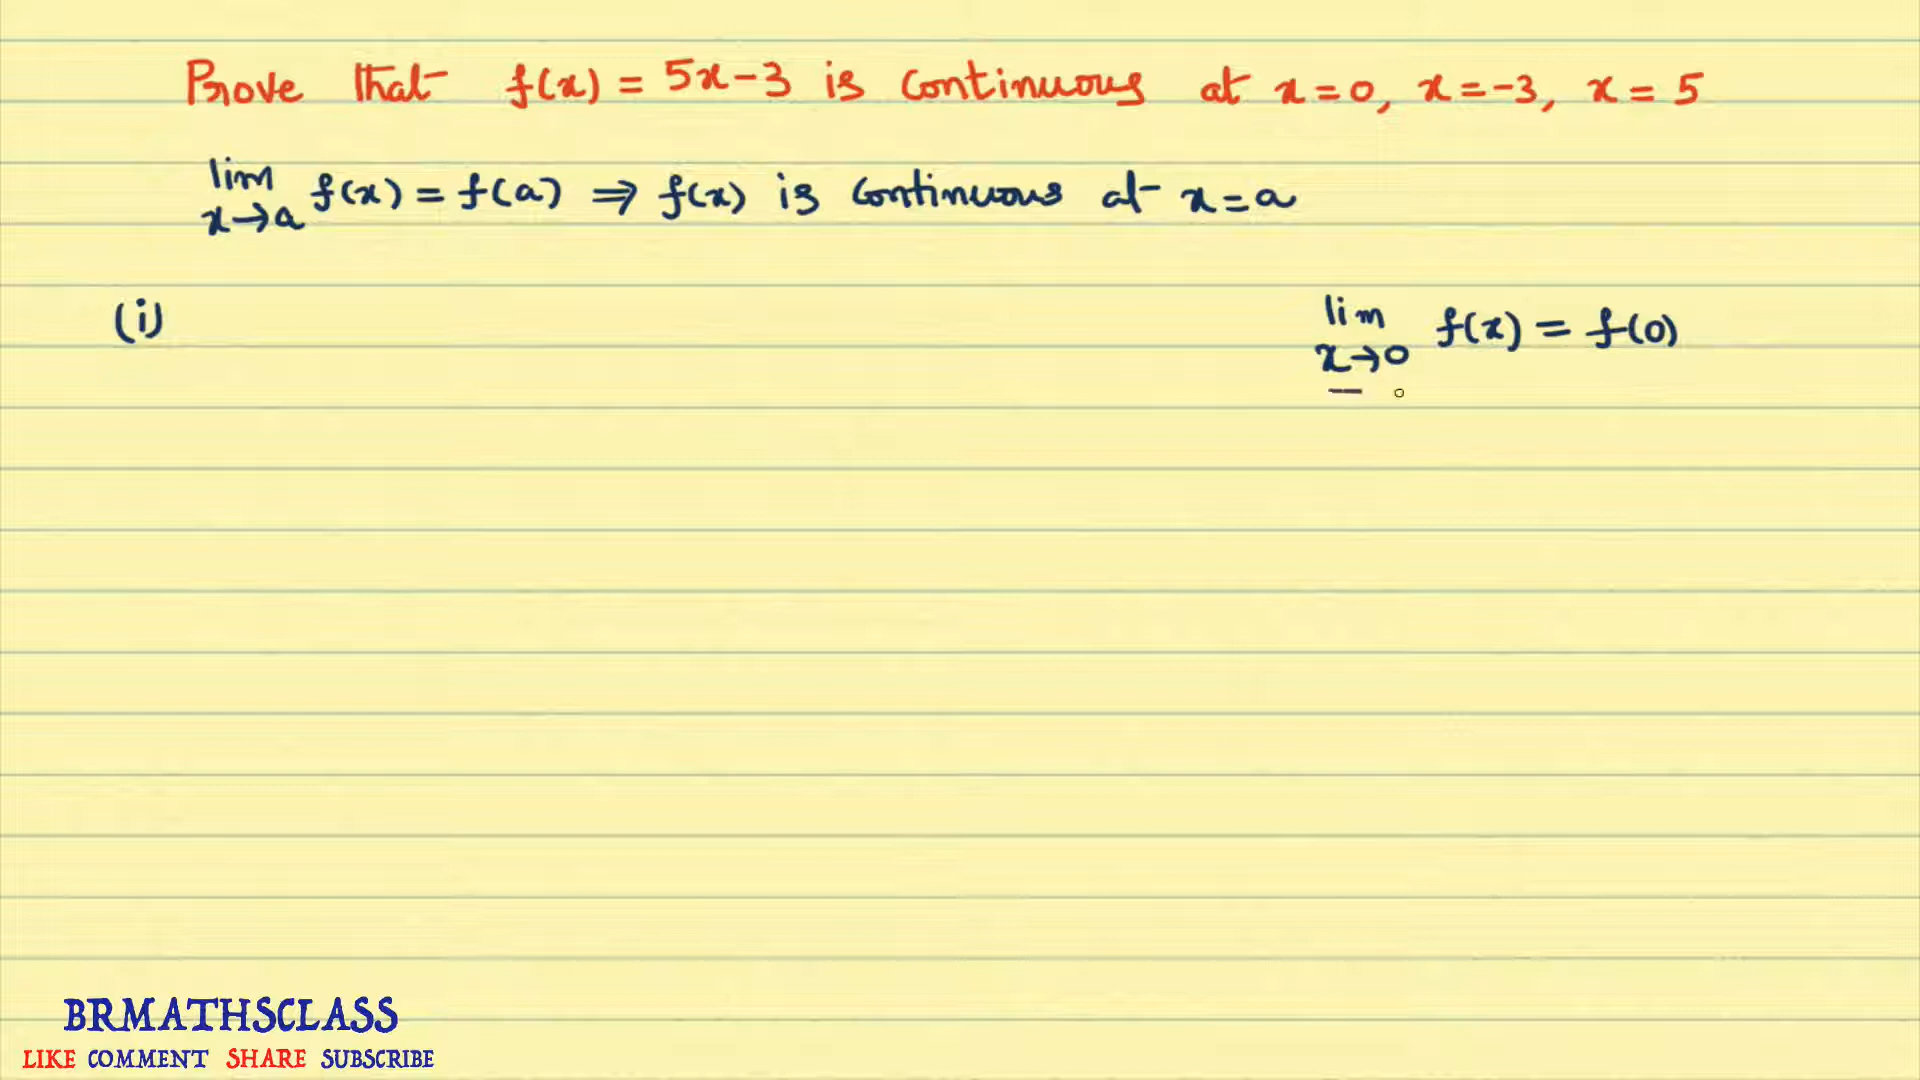 Prove that f(x) = 5x-3 is continuous at x=0, x=-3, x=5
lim x→a f(x) = f(a) ⇒ f(x) is continuous at x=a
(i) lim x→0 f(x) = f(0)
BRMATHSCLASS
LIKE COMMENT SHARE SUBSCRIBE